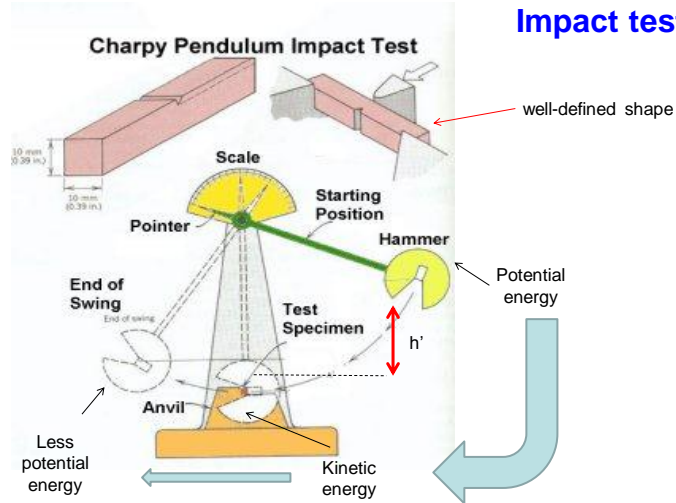 Impact tes
Charpy Pendulum Impact Test
well-defined shape
10 mm
(0.39 in.)
10 mm
(0.39 in.)
Scale
Starting
Position
Pointer
Hammer
End of
Swing
End of swing
Potential
energy
Test
Specimen
h'
Anvil
Less
potential
energy
Kinetic
energy